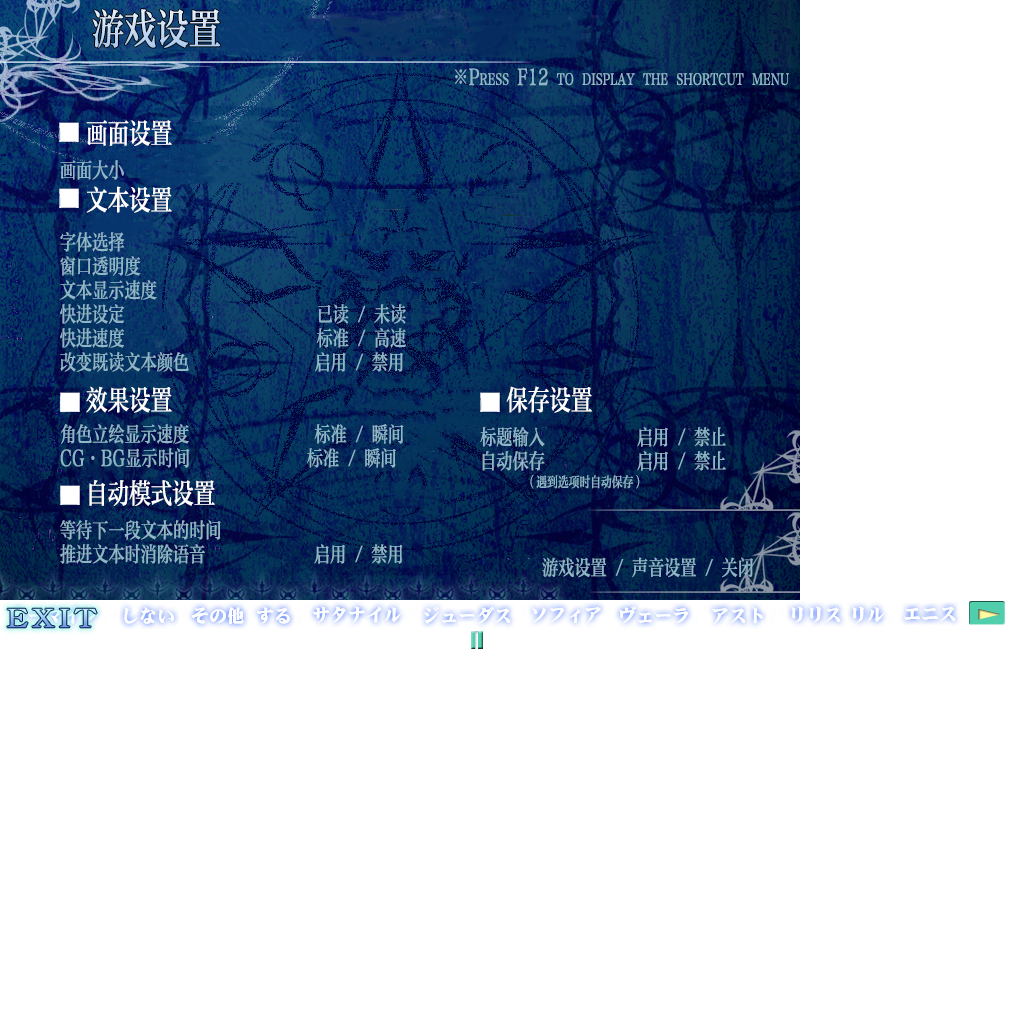 游戏设置
※Press F12 to display the shortcut menu
画面设置
画面大小
文本设置
字体选择
窗口透明度
文本显示速度
快进设定 已读 / 未读
快进速度 标准 / 高速
改变既读文本颜色 启用 / 禁用
效果设置
角色立绘显示速度 标准 / 瞬间
CG・BG显示时间 标准 / 瞬间
自动模式设置
等待下一段文本的时间
推进文本时消除语音 启用 / 禁用
保存设置
标题输入 启用 / 禁止
自动保存 启用 / 禁止
(遇到选项时自动保存)
游戏设置 / 声音设置 / 关闭
EXIT しない その他 する サタナイル ジューダス ソフィア ヴェーラ アスト リリス リル エニス